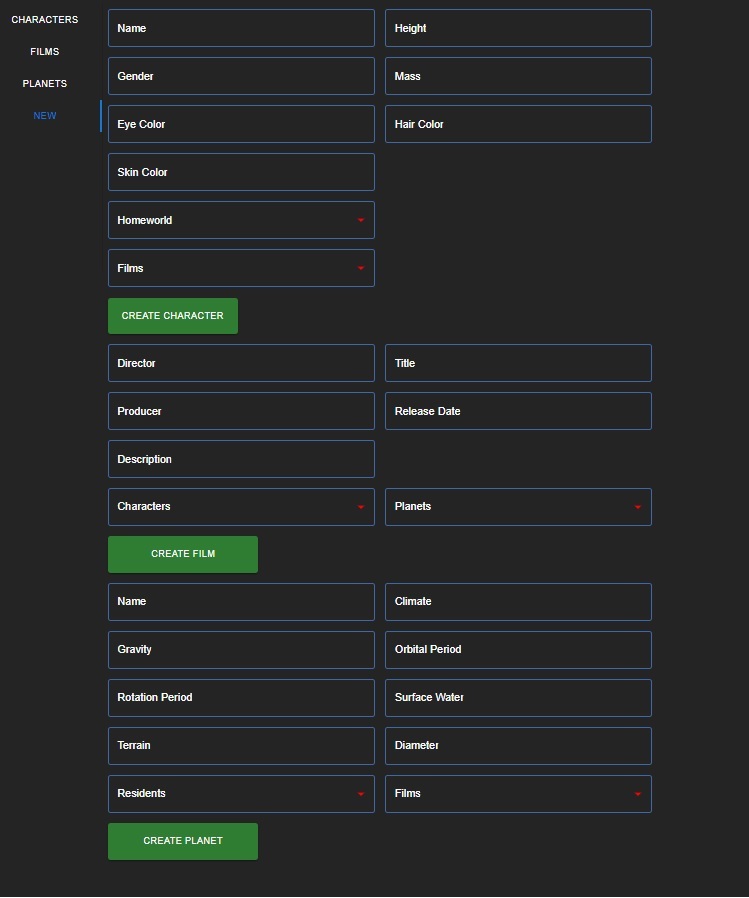 CHARACTERS
FILMS
PLANETS
NEW
Name Height
Gender Mass
Eye Color Hair Color
Skin Color
Homeworld
Films
CREATE CHARACTER
Director Title
Producer Release Date
Description
Characters Planets
CREATE FILM
Name Climate
Gravity Orbital Period
Rotation Period Surface Water
Terrain Diameter
Residents Films
CREATE PLANET